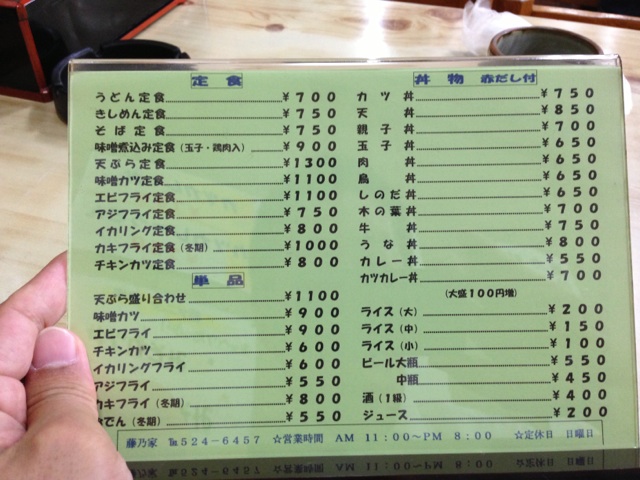 定食
うどん定食 ¥700
きしめん定食 ¥750
そば定食 ¥750
味噌煮込み定食(玉子・鶏肉入) ¥900
天ぷら定食 ¥1300
味噌カツ定食 ¥1100
エビフライ定食 ¥1100
アジフライ定食 ¥750
イカリング定食 ¥800
カキフライ定食(冬期) ¥1000
チキンカツ定食 ¥800
単品
天ぷら盛り合わせ ¥1100
味噌カツ ¥900
エビフライ ¥900
チキンカツ ¥600
イカリングフライ ¥600
アジフライ ¥550
カキフライ(冬期) ¥800
でん(冬期) ¥550
丼物 赤だし付
カツ丼 ¥750
天丼 ¥850
親子丼 ¥700
玉子丼 ¥650
肉丼 ¥650
鳥丼 ¥650
しのだ丼 ¥650
木の葉丼 ¥700
牛丼 ¥750
うな丼 ¥800
カレー丼 ¥550
カツカレー丼 ¥700
(大盛100円増)
ライス(大) ¥200
ライス(中) ¥150
ライス(小) ¥100
ビール大瓶 ¥550
中瓶 ¥450
酒(1級) ¥400
ジュース ¥200
藤乃家 ℡524-6457 ☆営業時間 AM 11:00~PM 8:00 ☆定休日 日曜日